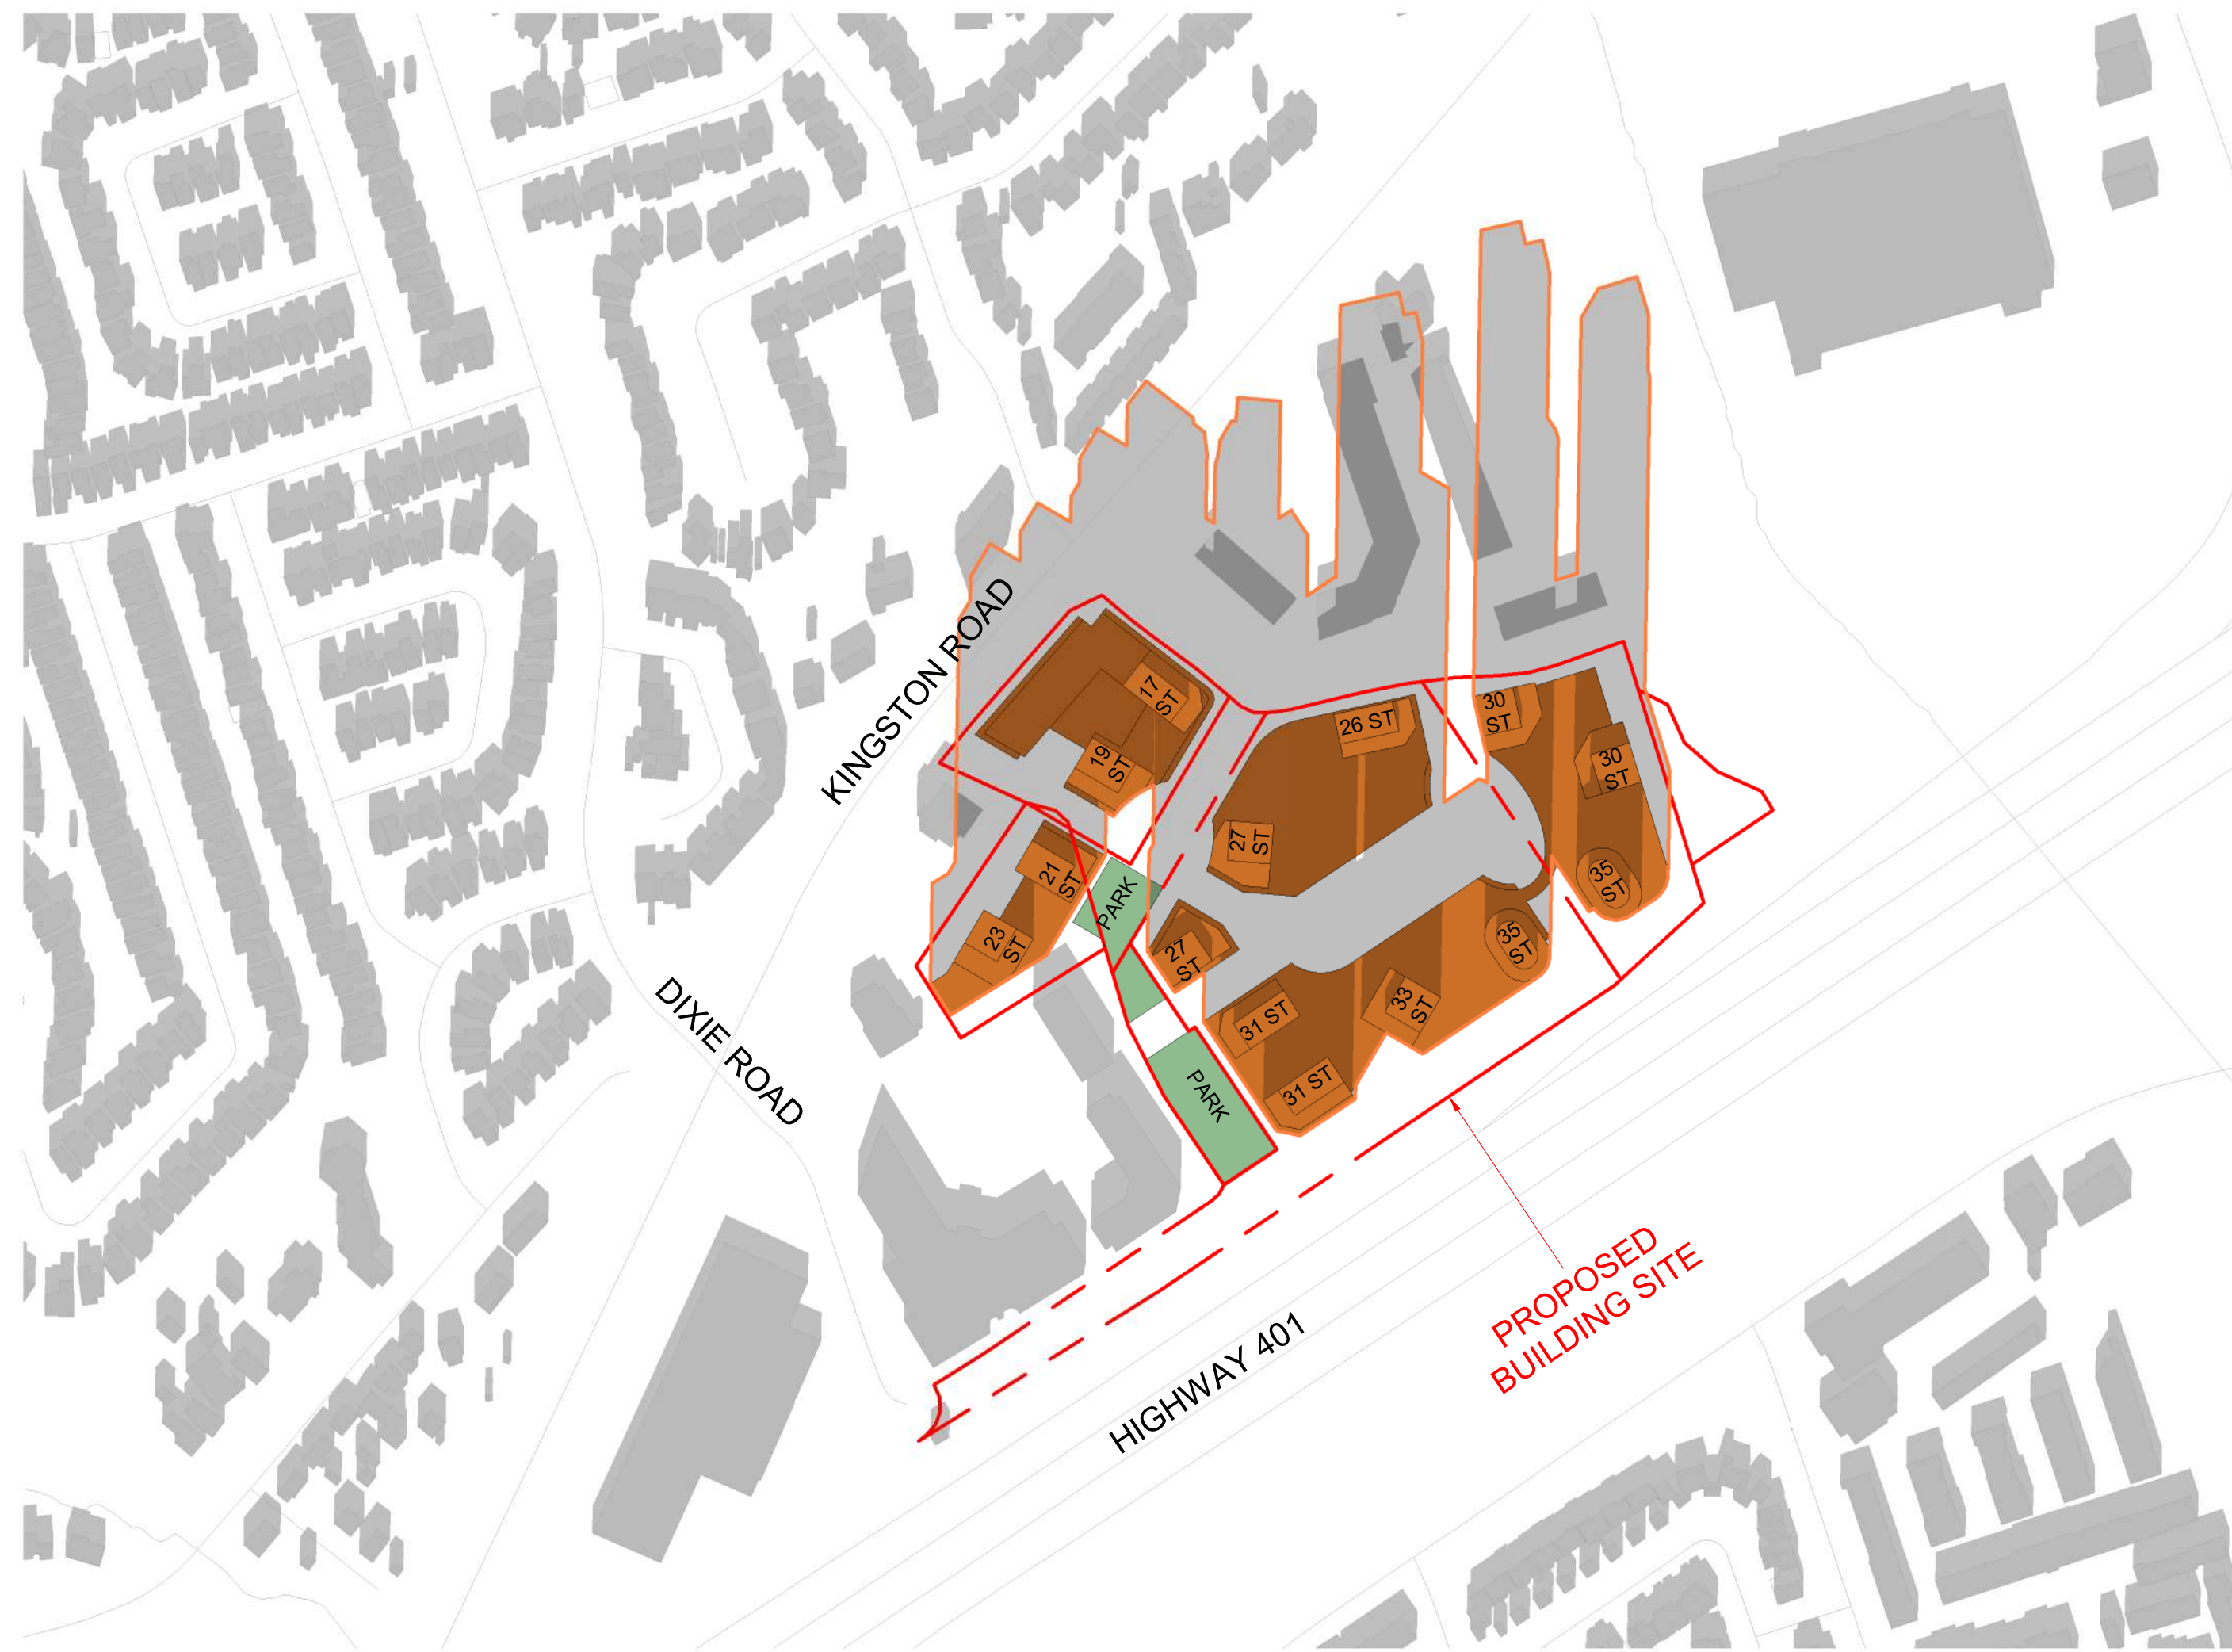 KINGSTON ROAD
17
ST
19
ST
26 ST
30
ST
30
ST
27
ST
21
ST
23
ST
PARK
27
ST
35
ST
35
ST
33
ST
31 ST
31 ST
PARK
DIXIE ROAD
HIGHWAY 401
PROPOSED
BUILDING SITE